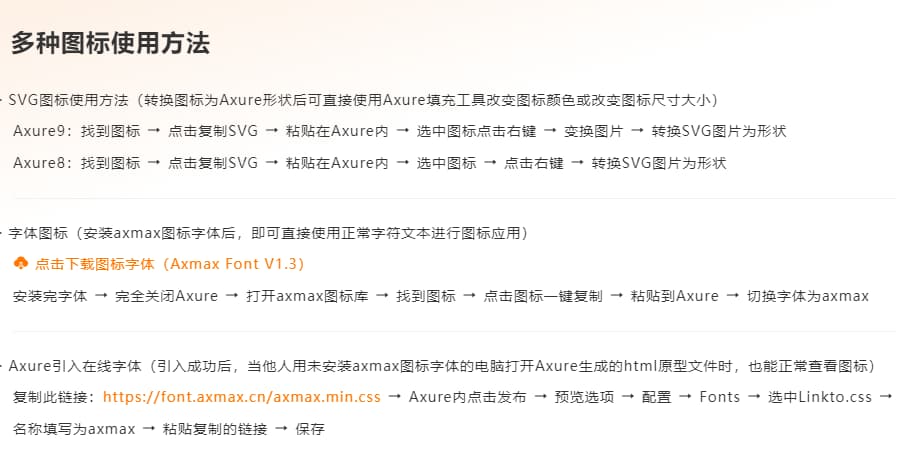 多种图标使用方法
· SVG图标使用方法（转换图标为Axure形状后可直接使用Axure填充工具改变图标颜色或改变图标尺寸大小）
Axure9：找到图标 → 点击复制SVG → 粘贴在Axure内 → 选中图标点击右键 → 变换图片 → 转换SVG图片为形状
Axure8：找到图标 → 点击复制SVG → 粘贴在Axure内 → 选中图标 → 点击右键 → 转换SVG图片为形状
· 字体图标（安装axmax图标字体后，即可直接使用正常字符文本进行图标应用）
点击下载图标字体（Axmax Font V1.3）
安装完字体 → 完全关闭Axure → 打开axmax图标库 → 找到图标 → 点击图标一键复制 → 粘贴到Axure → 切换字体为axmax
· Axure引入在线字体（引入成功后，当他人用未安装axmax图标字体的电脑打开Axure生成的html原型文件时，也能正常查看图标）
复制此链接：https://font.axmax.cn/axmax.min.css → Axure内点击发布 → 预览选项 → 配置 → Fonts → 选中Linkto.css →
名称填写为axmax → 粘贴复制的链接 → 保存